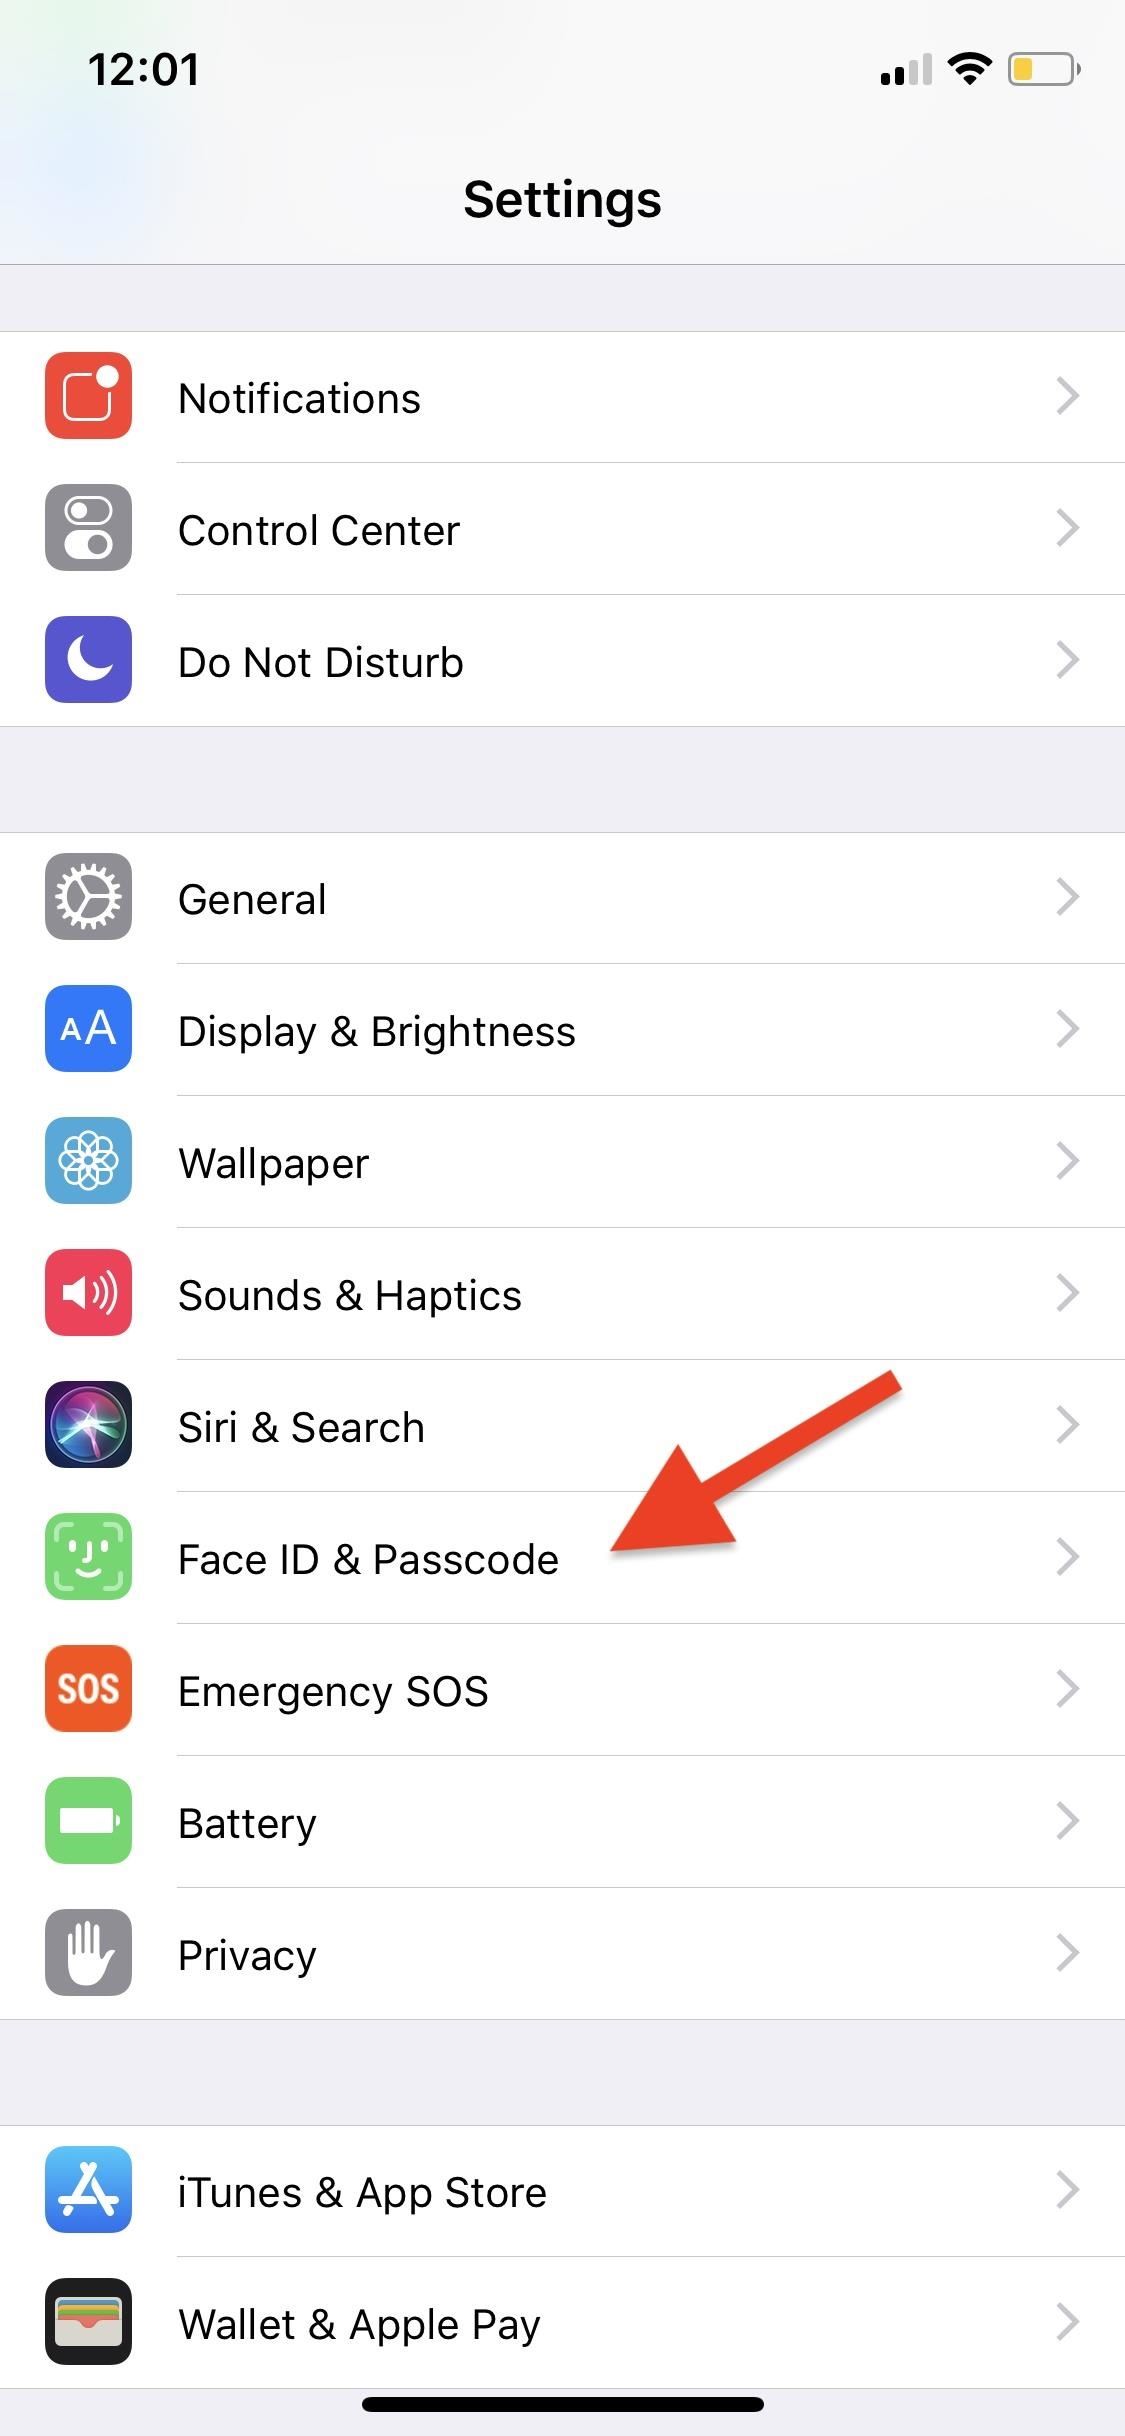 12:01
Settings
Notifications
Control Center
Do Not Disturb
General
AA
Display & Brightness
Wallpaper
Sounds & Haptics
Siri & Search
Face ID & Passcode
SOS
Emergency SOS
Battery
Privacy
iTunes & App Store
Wallet & Apple Pay